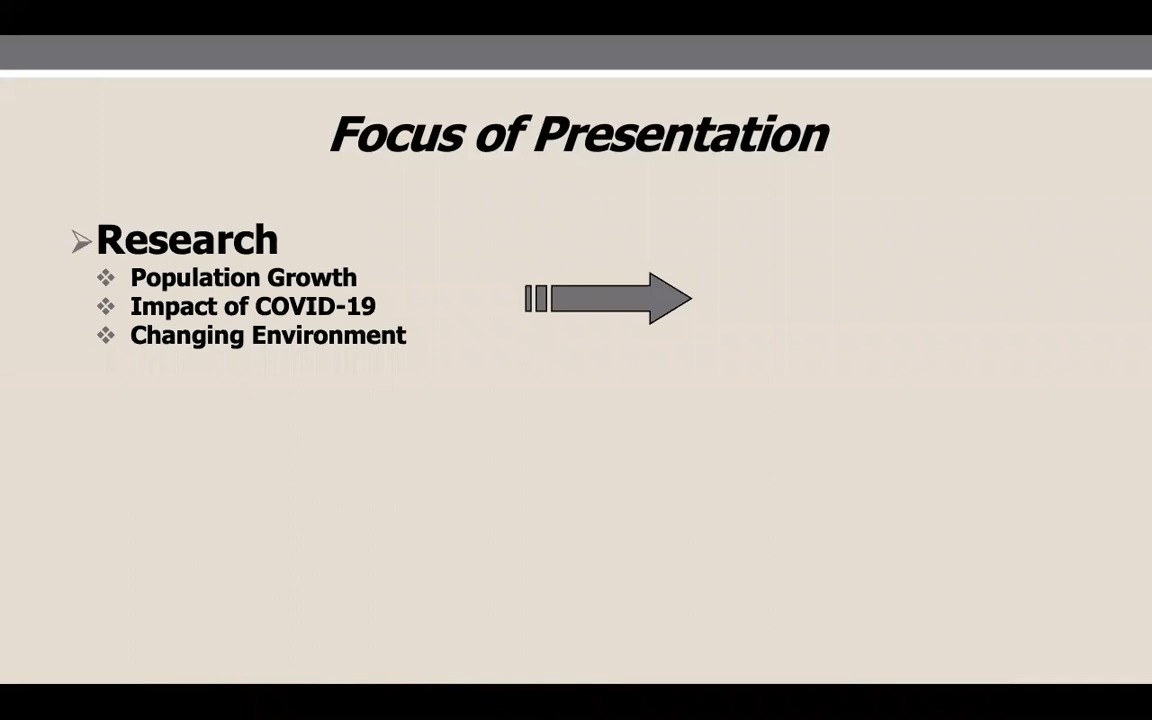 Focus of Presentation
Research
Population Growth
Impact of COVID-19
Changing Environment